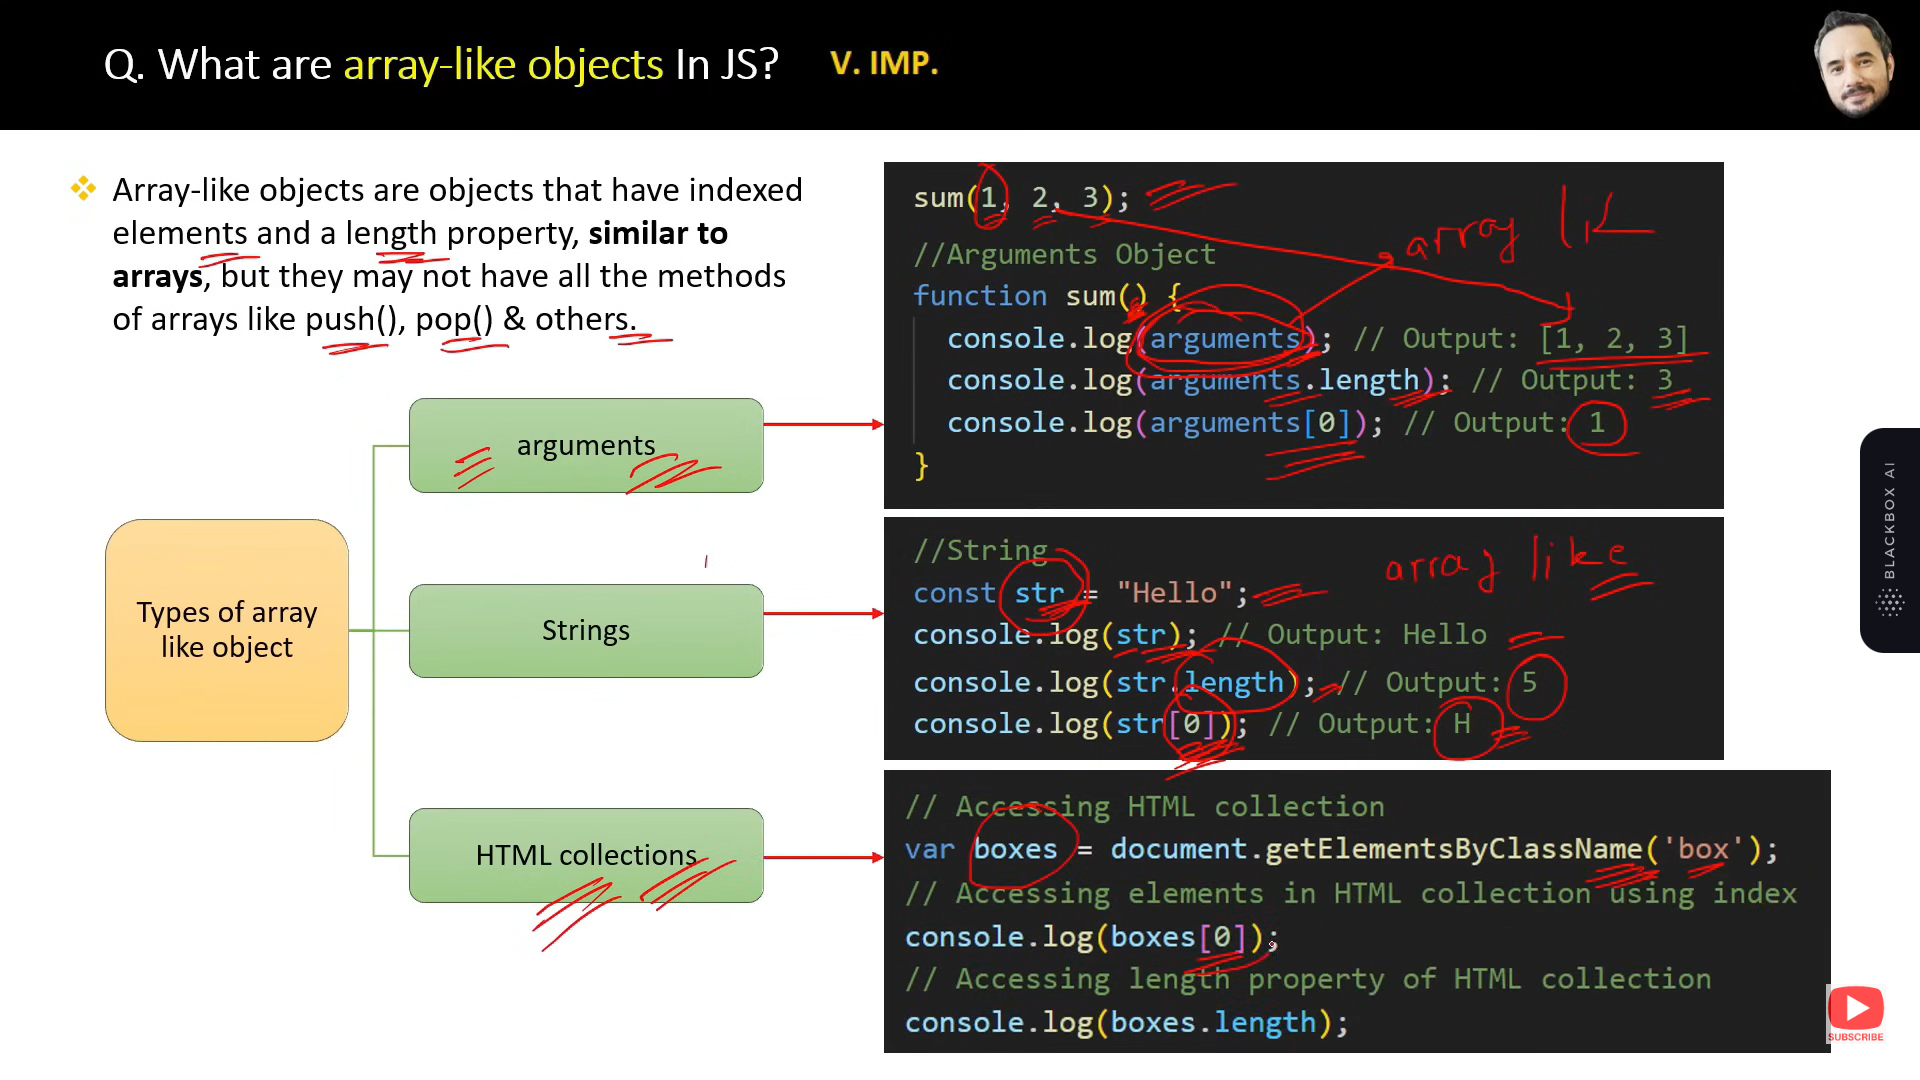 Q. What are array-like objects In JS? V. IMP.
Array-like objects are objects that have indexed
elements and a length property, similar to
arrays, but they may not have all the methods
of arrays like push(), pop() & others.
Types of array
like object
arguments
Strings
HTML collections
sum(1, 2, 3);
array li
//Arguments Object
function sum() {
console.log(arguments); // Output: [1, 2, 3]
console.log(arguments.length); // Output: 3
console.log(arguments[0]); // Output: 1
}
//String
array like
const str = "Hello";
console.log(str); // Output: Hello
console.log(str.length); // Output: 5
console.log(str[0]); // Output: H
// Accessing HTML collection
var boxes = document.getElementsByClassName('box');
// Accessing elements in HTML collection using index
console.log(boxes[0]);
// Accessing length property of HTML collection
console.log(boxes.length);
BLACKBOX AI
SUBSCRIBE